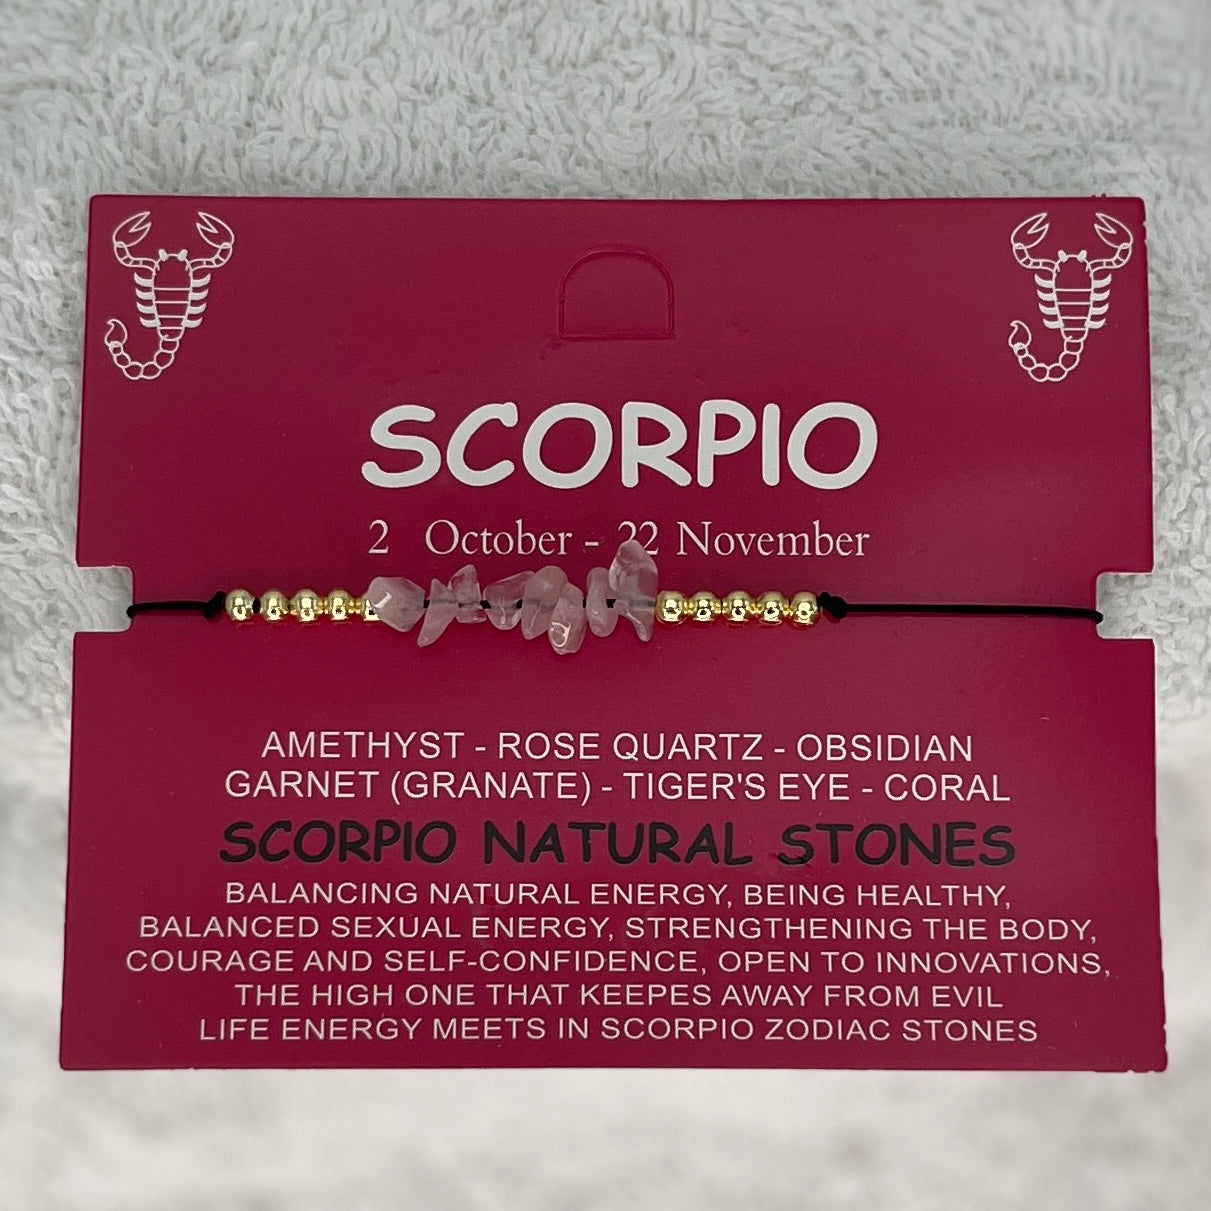 SCORPIO
2 October - 22 November
AMETHYST - ROSE QUARTZ - OBSIDIAN
GARNET (GRANATE) - TIGER'S EYE - CORAL
SCORPIO NATURAL STONES
BALANCING NATURAL ENERGY, BEING HEALTHY,
BALANCED SEXUAL ENERGY, STRENGTHENING THE BODY,
COURAGE AND SELF-CONFIDENCE, OPEN TO INNOVATIONS,
THE HIGH ONE THAT KEEPES AWAY FROM EVIL
LIFE ENERGY MEETS IN SCORPIO ZODIAC STONES